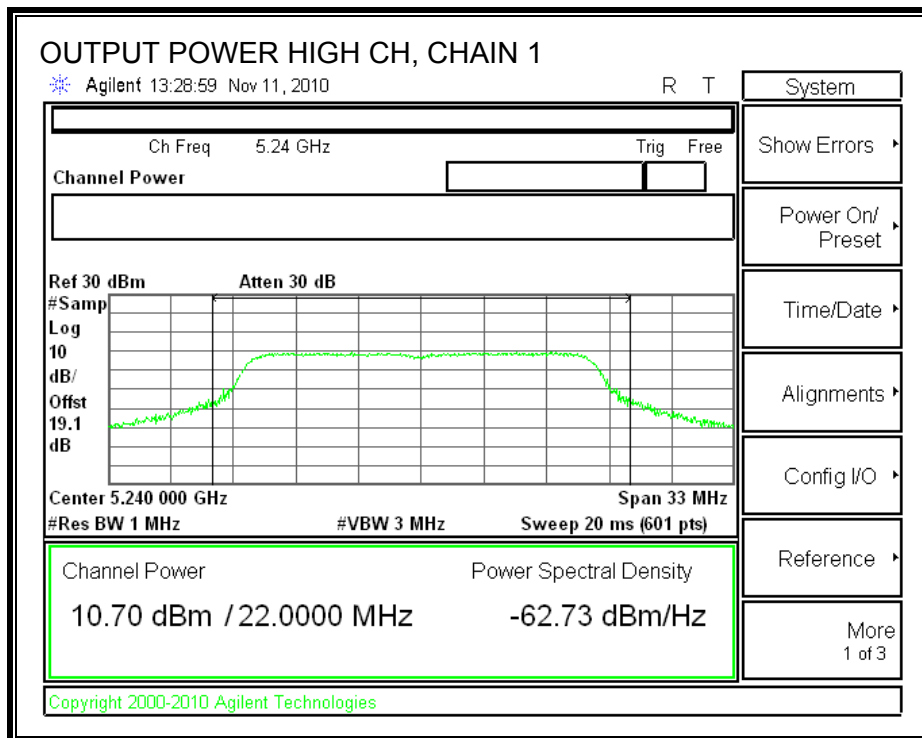 OUTPUT POWER HIGH CH, CHAIN 1
Agilent 13:28:59 Nov 11, 2010 R T
System
Ch Freq 5.24 GHz Trig Free
Channel Power
Show Errors
Power On/
Preset
Ref 30 dBm Atten 30 dB
#Samp
Log
10
dB/
Offst
19.1
dB
Time/Date
Alignments
Config I/O
Center 5.240 000 GHz Span 33 MHz
#Res BW 1 MHz #VBW 3 MHz Sweep 20 ms (601 pts)
Channel Power Power Spectral Density
10.70 dBm / 22.0000 MHz -62.73 dBm/Hz
Reference
More
1 of 3
Copyright 2000-2010 Agilent Technologies